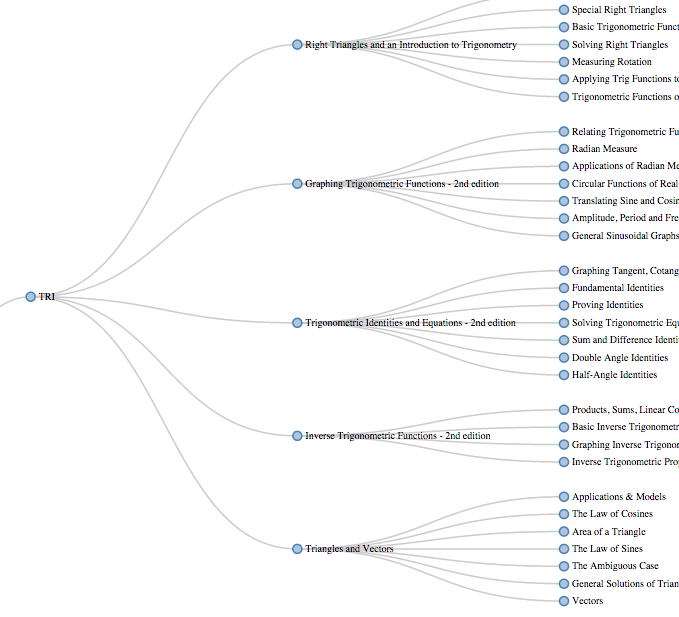 TRI
Right Triangles and an Introduction to Trigonometry
Special Right Triangles
Basic Trigonometric Funct
Solving Right Triangles
Measuring Rotation
Applying Trig Functions t
Trigonometric Functions o
Graphing Trigonometric Functions - 2nd edition
Relating Trigonometric Fu
Radian Measure
Applications of Radian Me
Circular Functions of Real
Translating Sine and Cosin
Amplitude, Period and Fre
General Sinusoidal Graphs
Trigonometric Identities and Equations - 2nd edition
Graphing Tangent, Cotang
Fundamental Identities
Proving Identities
Solving Trigonometric Equ
Sum and Difference Identi
Double Angle Identities
Half-Angle Identities
Inverse Trigonometric Functions - 2nd edition
Products, Sums, Linear Co
Basic Inverse Trigonometr
Graphing Inverse Trigonor
Inverse Trigonometric Prop
Triangles and Vectors
Applications & Models
The Law of Cosines
Area of a Triangle
The Law of Sines
The Ambiguous Case
General Solutions of Trian
Vectors